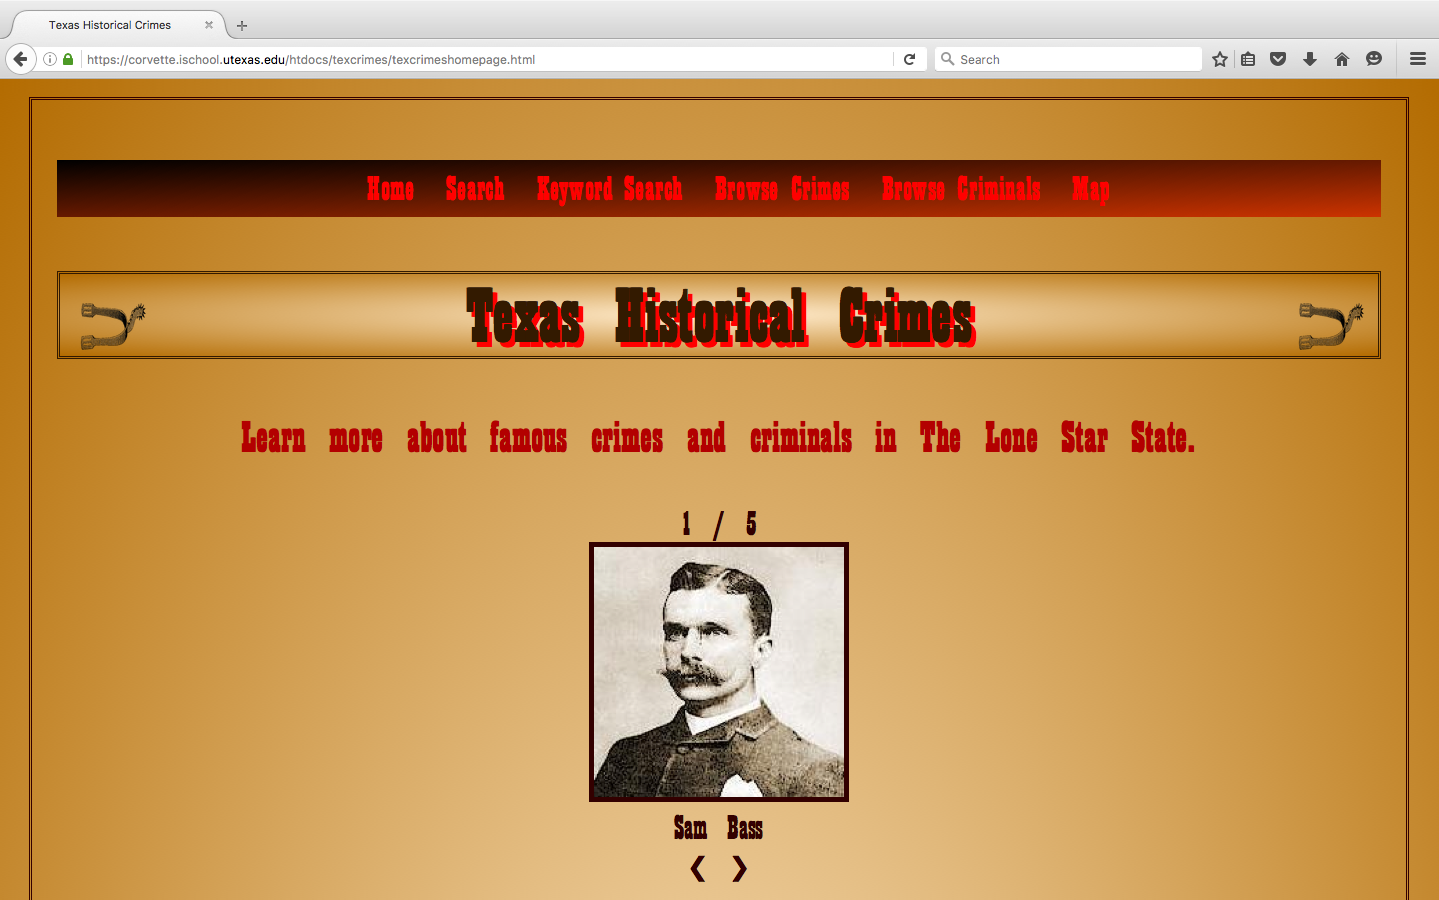 Texas Historical Crimes
https://corvette.ischool.utexas.edu/htdocs/texcrimes/texcrimeshomepage.html
Search
Home Search Keyword Search Browse Crimes Browse Criminals Map
Texas Historical Crimes
Learn more about famous crimes and criminals in The Lone Star State.
1 / 5
Sam Bass
❮ ❯